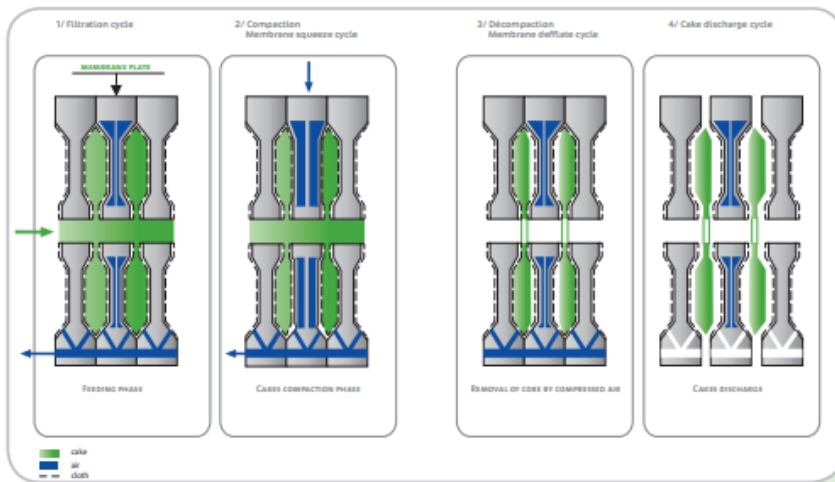 1/ Filtration cycle
2/ Compaction
Membrane squeeze cycle
3/ Décompaction
Membrane defflate cycle
4/ Cake discharge cycle
MEMBRANE PLATE
FEEDING PHASE
CAKES COMPACTION PHASE
REMOVAL OF CORE BY COMPRESSED AIR
CAKES DISCHARGE
cake
air
cloth